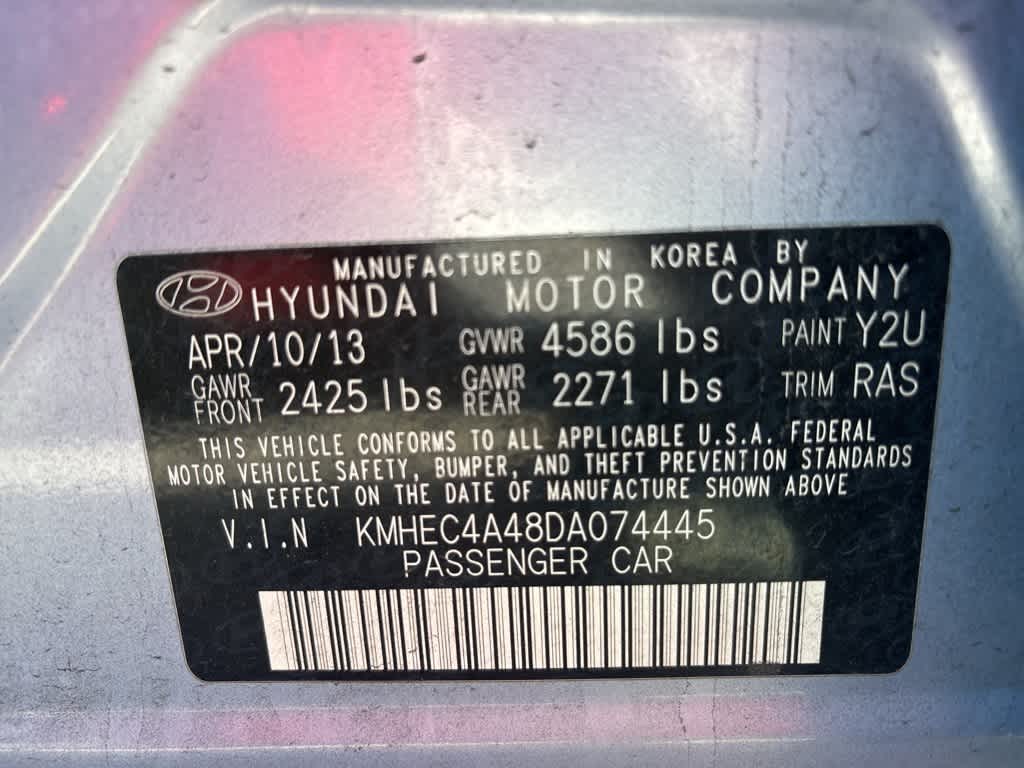 MANUFACTURED IN KOREA BY
HYUNDAI MOTOR COMPANY
APR/10/13 GVWR 4586 lbs PAINT Y2U
GAWR FRONT 2425 lbs GAWR REAR 2271 lbs TRIM RAS
THIS VEHICLE CONFORMS TO ALL APPLICABLE U.S.A. FEDERAL
MOTOR VEHICLE SAFETY, BUMPER, AND THEFT PREVENTION STANDARDS
IN EFFECT ON THE DATE OF MANUFACTURE SHOWN ABOVE
V.I.N KMHEC4A48DA074445
PASSENGER CAR